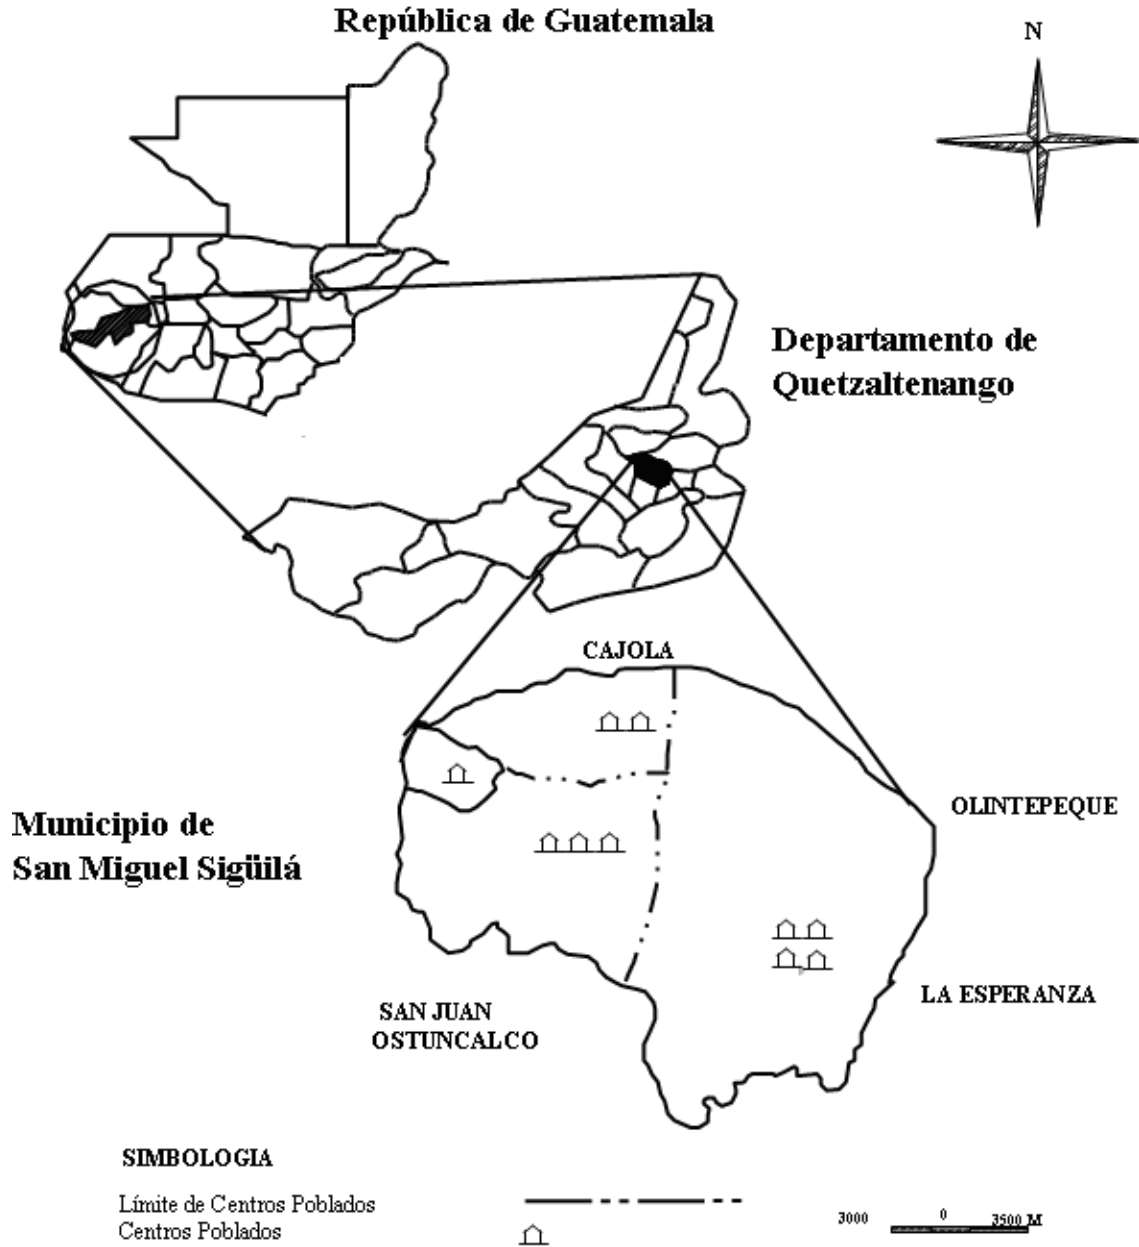 República de Guatemala
N
Departamento de
Quetzaltenango
CAJOLA
OLINTEPEQUE
Municipio de
San Miguel Sigüilá
LA ESPERANZA
SAN JUAN
OSTUNCALCO
SIMBOLOGIA
Límite de Centros Poblados
Centros Poblados
3000 0 3500 M